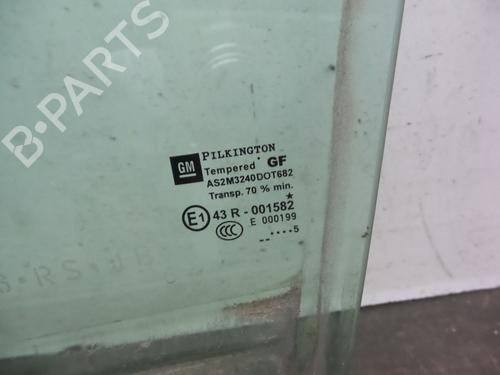 B-PARTS
GM PILKINGTON
Tempered GF
AS2M3240DOT682
Transp. 70 % min.
E1 43 R - 001582
CCC E 000199
......5